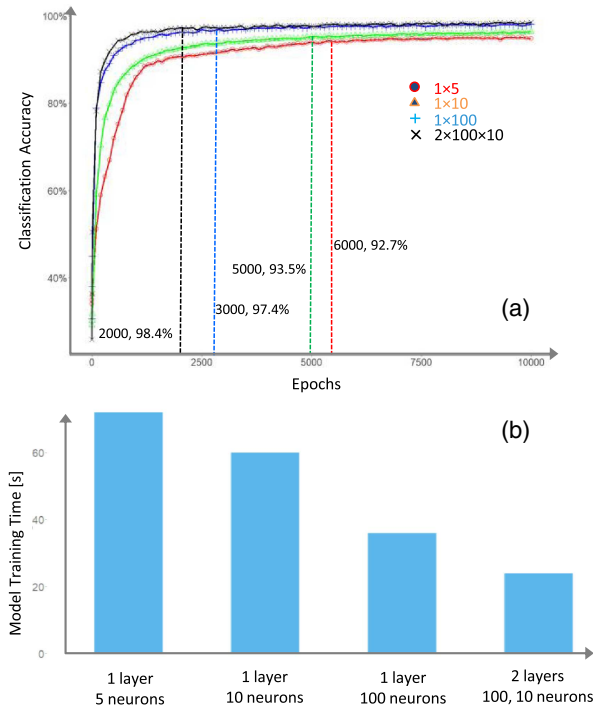 100%
80%
60%
40%
Classification Accuracy
1×5
1×10
1×100
2×100×10
6000, 92.7%
5000, 93.5%
3000, 97.4%
2000, 98.4%
(a)
0
2500
5000
7500
10000
Epochs
(b)
Model Training Time [s]
60
40
20
0
1 layer
5 neurons
1 layer
10 neurons
1 layer
100 neurons
2 layers
100, 10 neurons